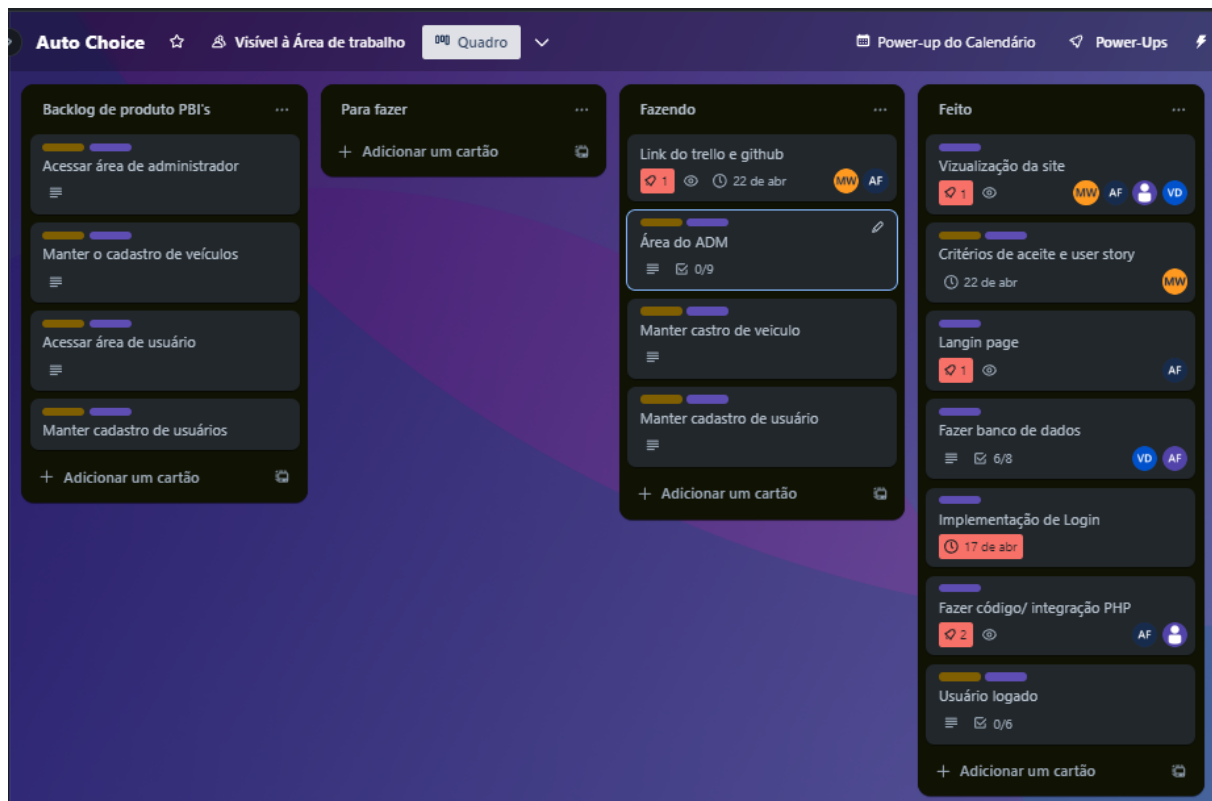 Auto Choice Visível à Área de trabalho Quadro Power-up do Calendário Power-Ups
Backlog de produto PBI's
Acessar área de administrador
Manter o cadastro de veículos
Acessar área de usuário
Manter cadastro de usuários
+ Adicionar um cartão
Para fazer
+ Adicionar um cartão
Fazendo
Link do trello e github
1 22 de abr MW AF
Área do ADM
0/9
Manter castro de veiculo
Manter cadastro de usuário
+ Adicionar um cartão
Feito
Vizualização da site
1 MW AF VD
Critérios de aceite e user story
22 de abr MW
Langin page
1 AF
Fazer banco de dados
6/8 VD AF
Implementação de Login
17 de abr
Fazer código/ integração PHP
2 AF
Usuário logado
0/6
+ Adicionar um cartão